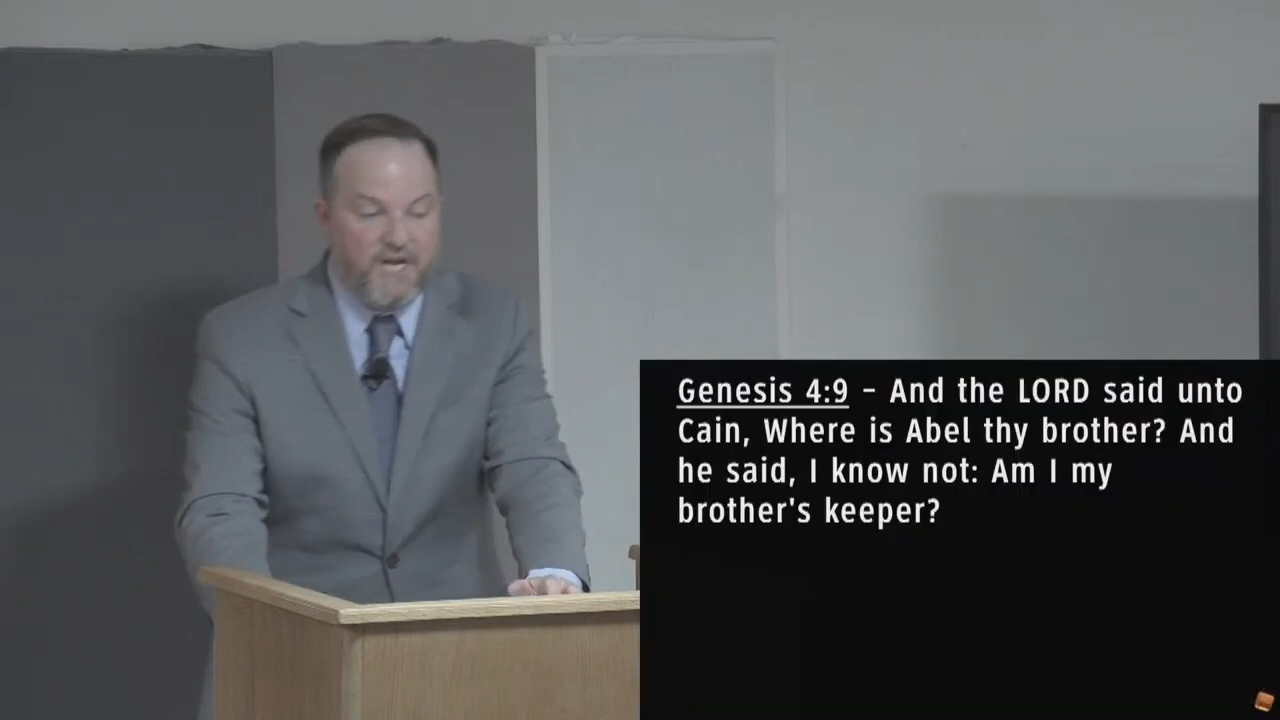 Genesis 4:9 – And the LORD said unto
Cain, Where is Abel thy brother? And
he said, I know not: Am I my
brother's keeper?